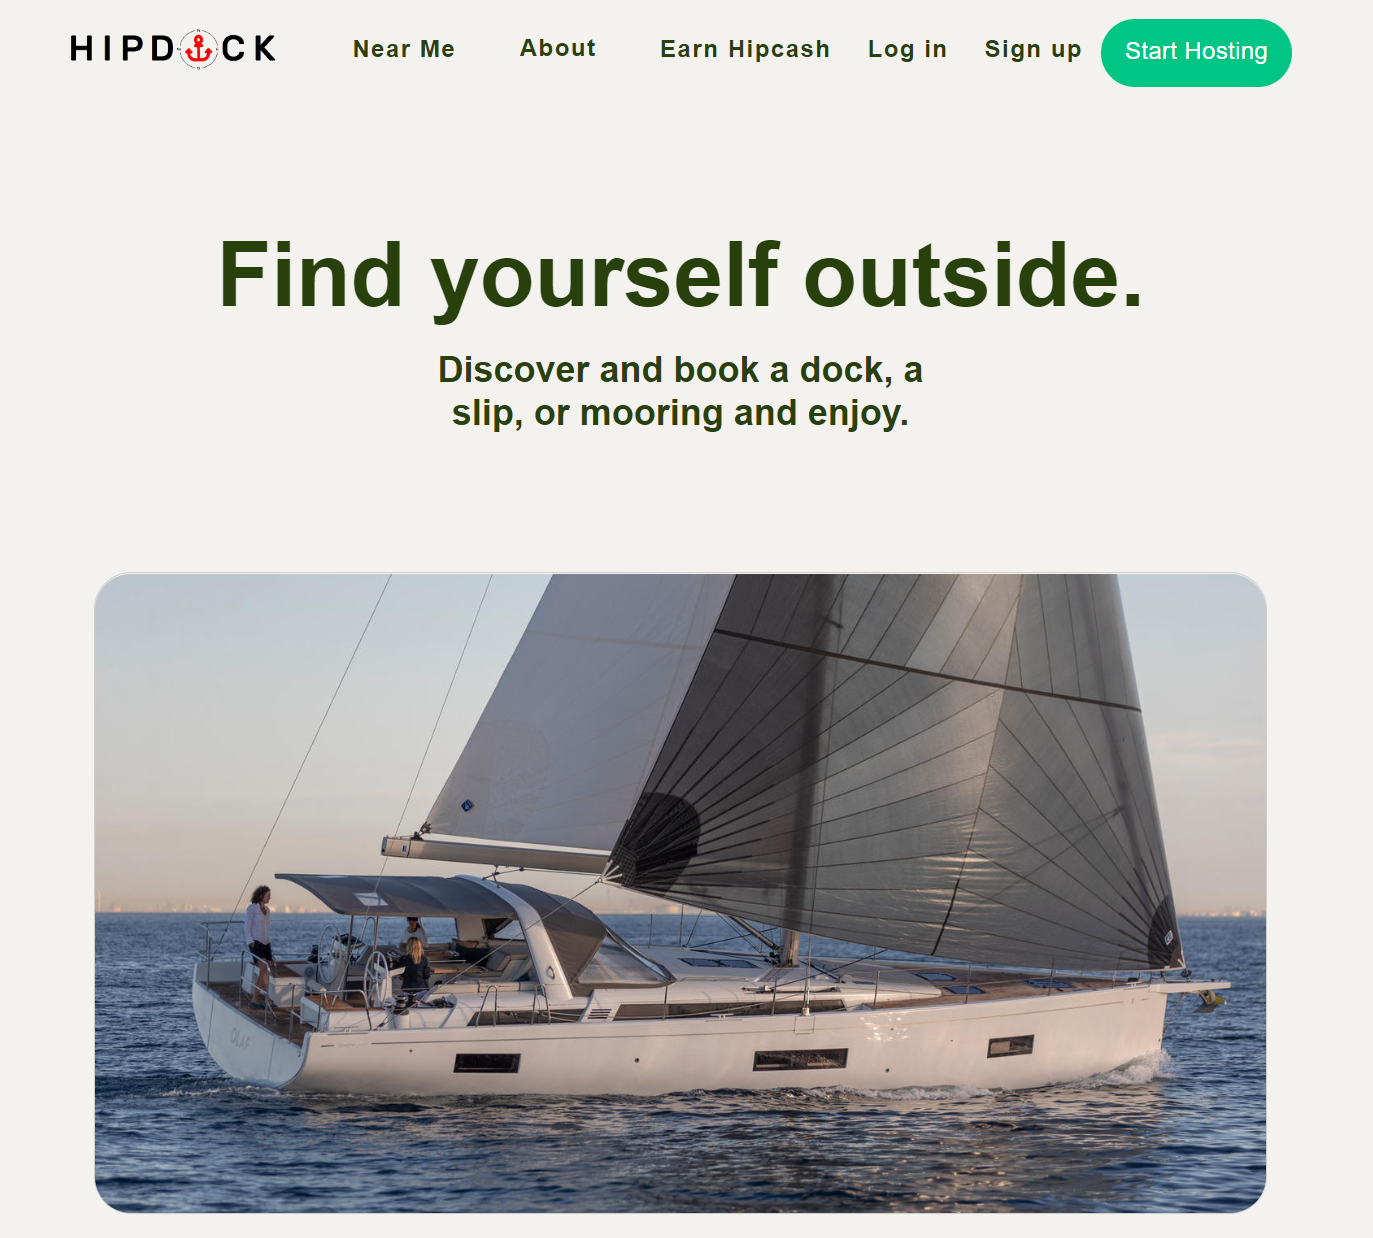 HIPDOCK
Near Me
About
Earn Hipcash
Log in
Sign up
Start Hosting
Find yourself outside.
Discover and book a dock, a
slip, or mooring and enjoy.
OLAF